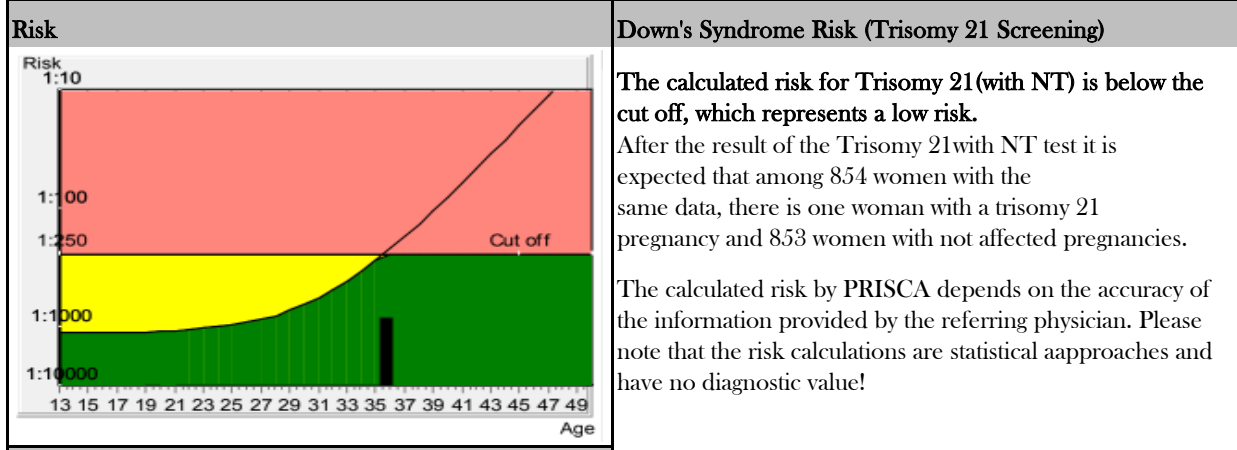 Risk
Risk
1:10
1:100
1:250
Cut off
1:1000
1:10000
13 15 17 19 21 23 25 27 29 31 33 35 37 39 41 43 45 47 49
Age
Down's Syndrome Risk (Trisomy 21 Screening)
The calculated risk for Trisomy 21(with NT) is below the
cut off, which represents a low risk.
After the result of the Trisomy 21with NT test it is
expected that among 854 women with the
same data, there is one woman with a trisomy 21
pregnancy and 853 women with not affected pregnancies.
The calculated risk by PRISCA depends on the accuracy of
the information provided by the referring physician. Please
note that the risk calculations are statistical aapproaches and
have no diagnostic value!